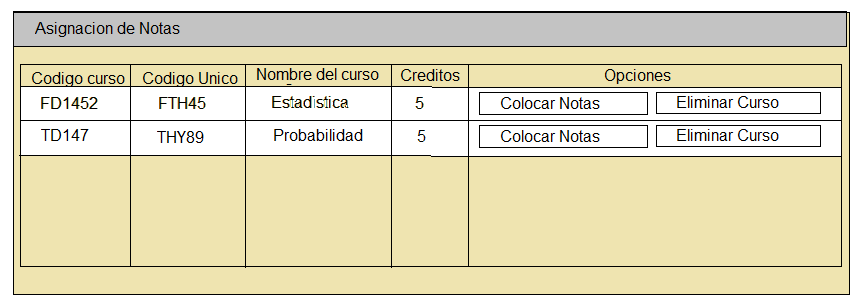 Asignacion de Notas
Codigo curso Codigo Unico Nombre del curso Creditos Opciones
FD1452 FTH45 Estadistica 5 Colocar Notas Eliminar Curso
TD147 THY89 Probabilidad 5 Colocar Notas Eliminar Curso